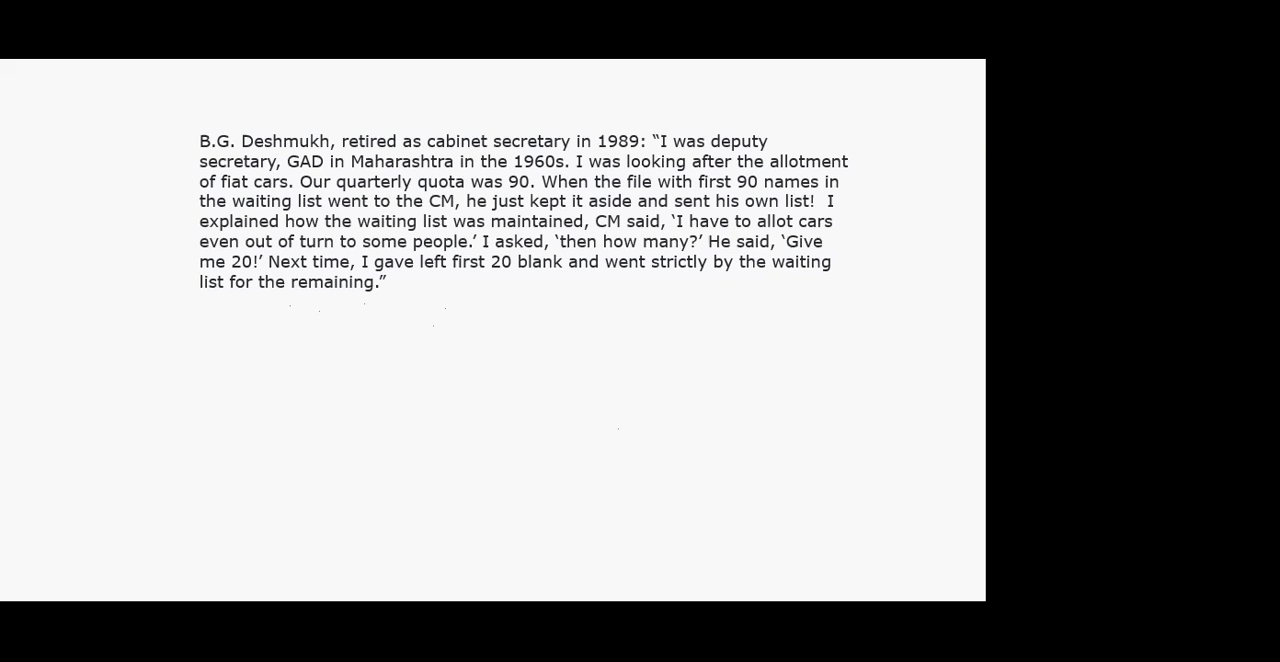 B.G. Deshmukh, retired as cabinet secretary in 1989: “I was deputy
secretary, GAD in Maharashtra in the 1960s. I was looking after the allotment
of fiat cars. Our quarterly quota was 90. When the file with first 90 names in
the waiting list went to the CM, he just kept it aside and sent his own list!  I
explained how the waiting list was maintained, CM said, ‘I have to allot cars
even out of turn to some people.’ I asked, ‘then how many?’ He said, ‘Give
me 20!’ Next time, I gave left first 20 blank and went strictly by the waiting
list for the remaining.”